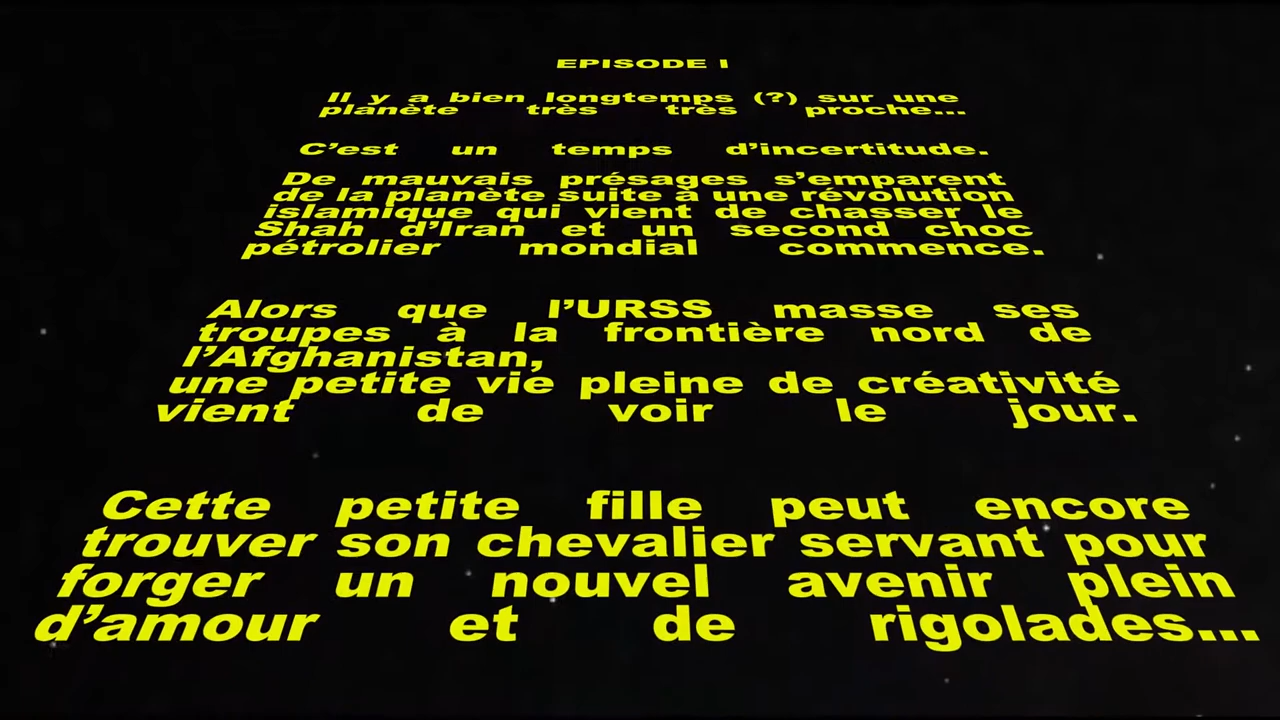 EPISODE I
Il y a bien longtemps (?) sur une
planète très très proche...
C’est un temps d’incertitude.
De mauvais présages s’emparent
de la planète suite à une révolution
islamique qui vient de chasser le
Shah d’Iran et un second choc
pétrolier mondial commence.
Alors que l’URSS masse ses
troupes à la frontière nord de
l’Afghanistan,
une petite vie pleine de créativité
vient de voir le jour.
Cette petite fille peut encore
trouver son chevalier servant pour
forger un nouvel avenir plein
d’amour et de rigolades...